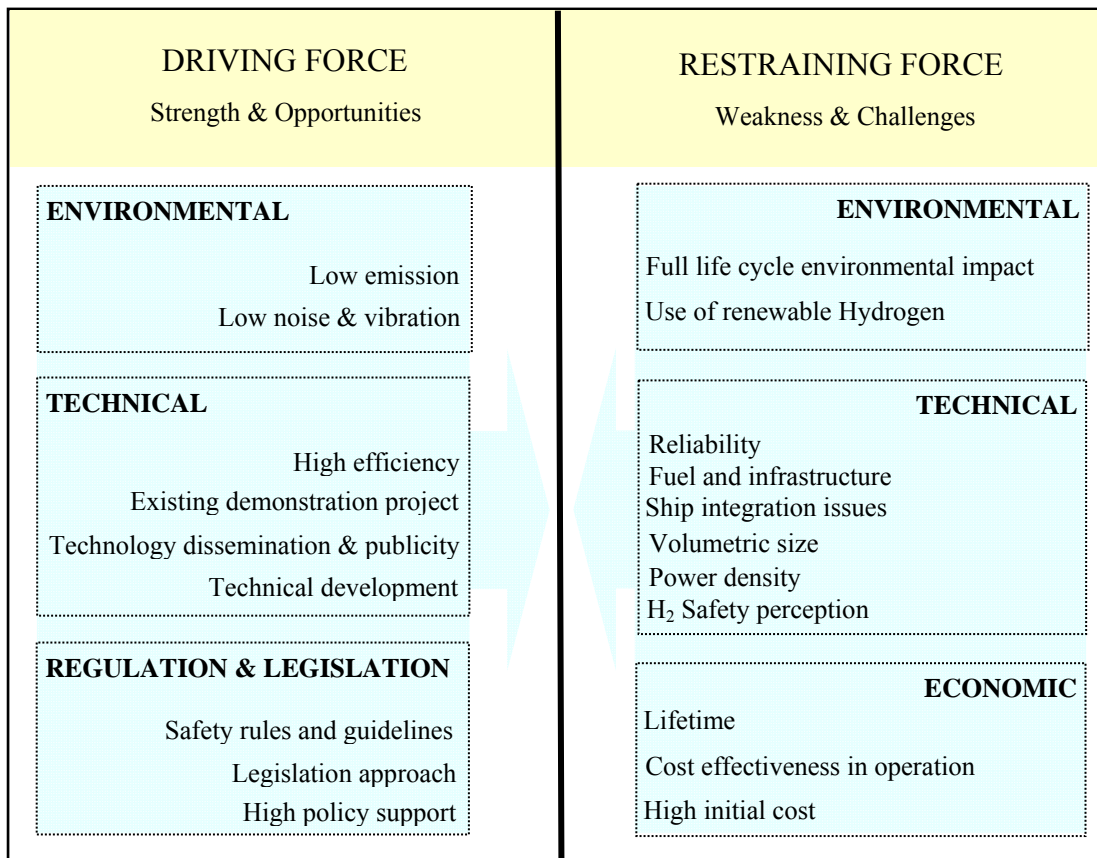 DRIVING FORCE
Strength & Opportunities
ENVIRONMENTAL
Low emission
Low noise & vibration
TECHNICAL
High efficiency
Existing demonstration project
Technology dissemination & publicity
Technical development
REGULATION & LEGISLATION
Safety rules and guidelines
Legislation approach
High policy support
RESTRAINING FORCE
Weakness & Challenges
ENVIRONMENTAL
Full life cycle environmental impact
Use of renewable Hydrogen
TECHNICAL
Reliability
Fuel and infrastructure
Ship integration issues
Volumetric size
Power density
H₂ Safety perception
ECONOMIC
Lifetime
Cost effectiveness in operation
High initial cost